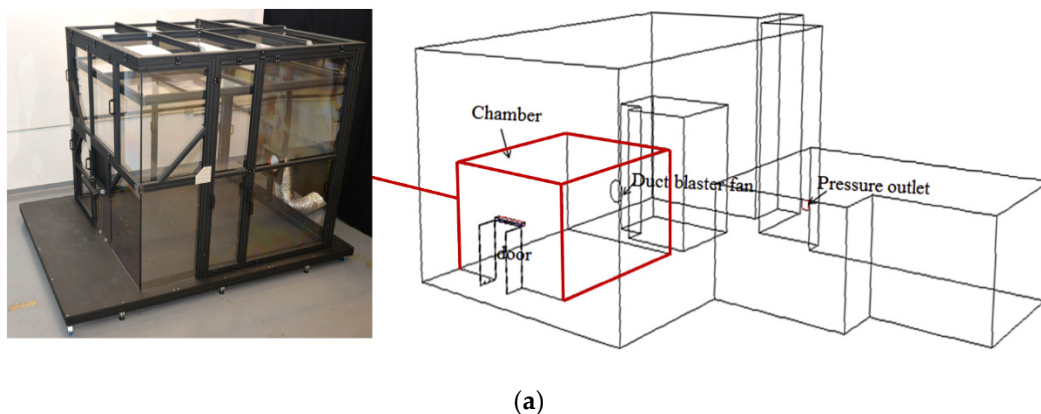 Chamber
Duct blaster fan
Pressure outlet
door
(a)